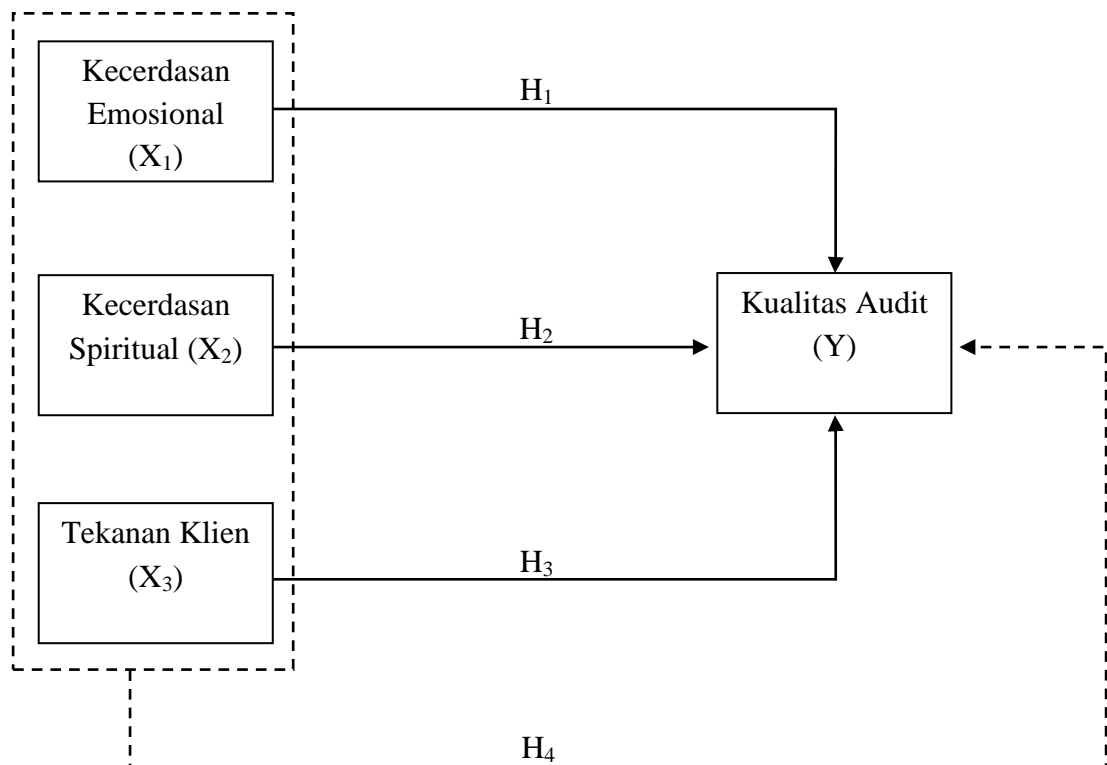 Kecerdasan
Emosional
(X₁)
H₁
Kecerdasan
Spiritual (X₂)
H₂
Kualitas Audit
(Y)
Tekanan Klien
(X₃)
H₃
H₄